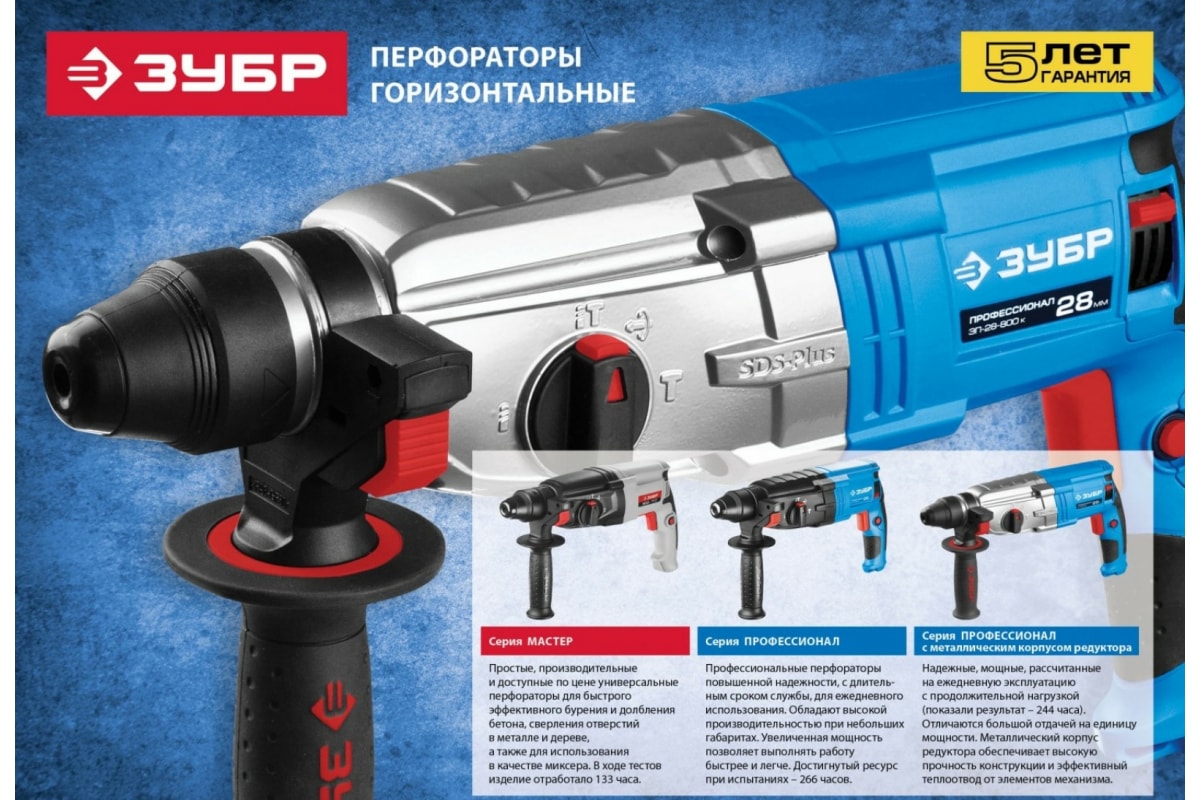 ЗУБР
ПЕРФОРАТОРЫ
ГОРИЗОНТАЛЬНЫЕ
5 ЛЕТ
ГАРАНТИЯ
ЗУБР
ПРОФЕССИОНАЛ
ЗП-28-800 к
28 мм
SDS-Plus
Серия МАСТЕР
Простые, производительные
и доступные по цене универсальные
перфораторы для быстрого
эффективного бурения и долбления
бетона, сверления отверстий
в металле и дереве,
а также для использования
в качестве миксера. В ходе тестов
изделие отработало 133 часа.
Серия ПРОФЕССИОНАЛ
Профессиональные перфораторы
повышенной надежности, с длитель-
ным сроком службы, для ежедневного
использования. Обладают высокой
производительностью при небольших
габаритах. Увеличенная мощность
позволяет выполнять работу
быстрее и легче. Достигнутый ресурс
при испытаниях – 266 часов.
Серия ПРОФЕССИОНАЛ
с металлическим корпусом редуктора
Надежные, мощные, рассчитанные
на ежедневную эксплуатацию
с продолжительной нагрузкой
(показали результат – 244 часа).
Отличаются большой отдачей на единицу
мощности. Металлический корпус
редуктора обеспечивает высокую
прочность конструкции и эффективный
теплоотвод от элементов механизма.
ЗУБР
ЗУБР
ЗУБР